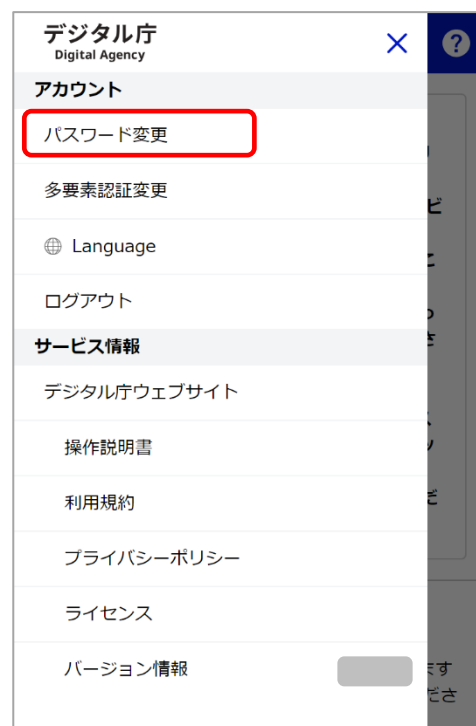 デジタル庁
Digital Agency
アカウント
パスワード変更
多要素認証変更
Language
ログアウト
サービス情報
デジタル庁ウェブサイト
操作説明書
利用規約
プライバシーポリシー
ライセンス
バージョン情報